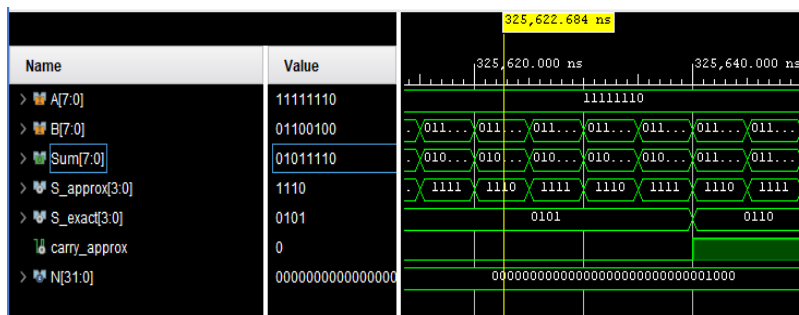 325,622.684 ns
325,620.000 ns 325,640.000 ns
Name Value
A[7:0] 11111110 11111110
B[7:0] 01100100 . 011... 011... 011... 011... 011... 011... 011...
Sum[7:0] 01011110 . 010... 010... 010... 010... 010... 011... 011...
S_approx[3:0] 1110 . 1111 1110 1111 1110 1111 1110 1111
S_exact[3:0] 0101 0101 0110
carry_approx 0
N[31:0] 0000000000000000 00000000000000000000000000001000